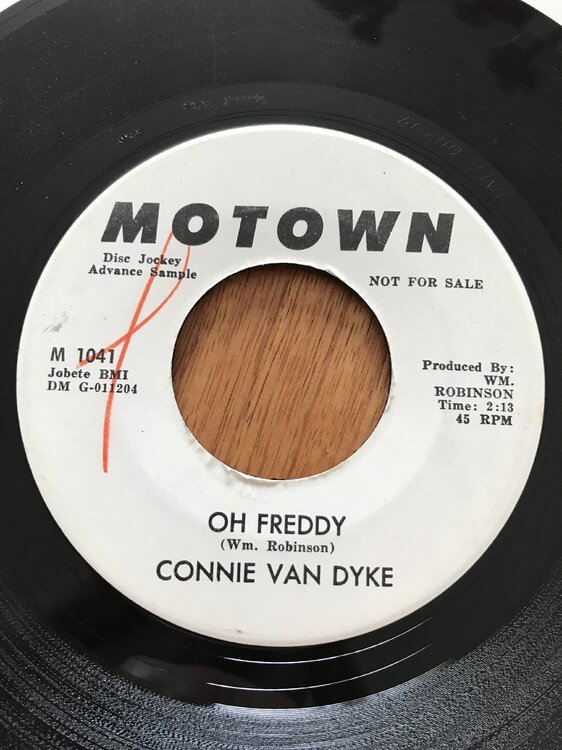 MOTOWN
Disc Jockey
Advance Sample
NOT FOR SALE
M 1041
Jobete BMI
DM G-011204
Produced By:
WM.
ROBINSON
Time: 2:13
45 RPM
OH FREDDY
(Wm. Robinson)
CONNIE VAN DYKE